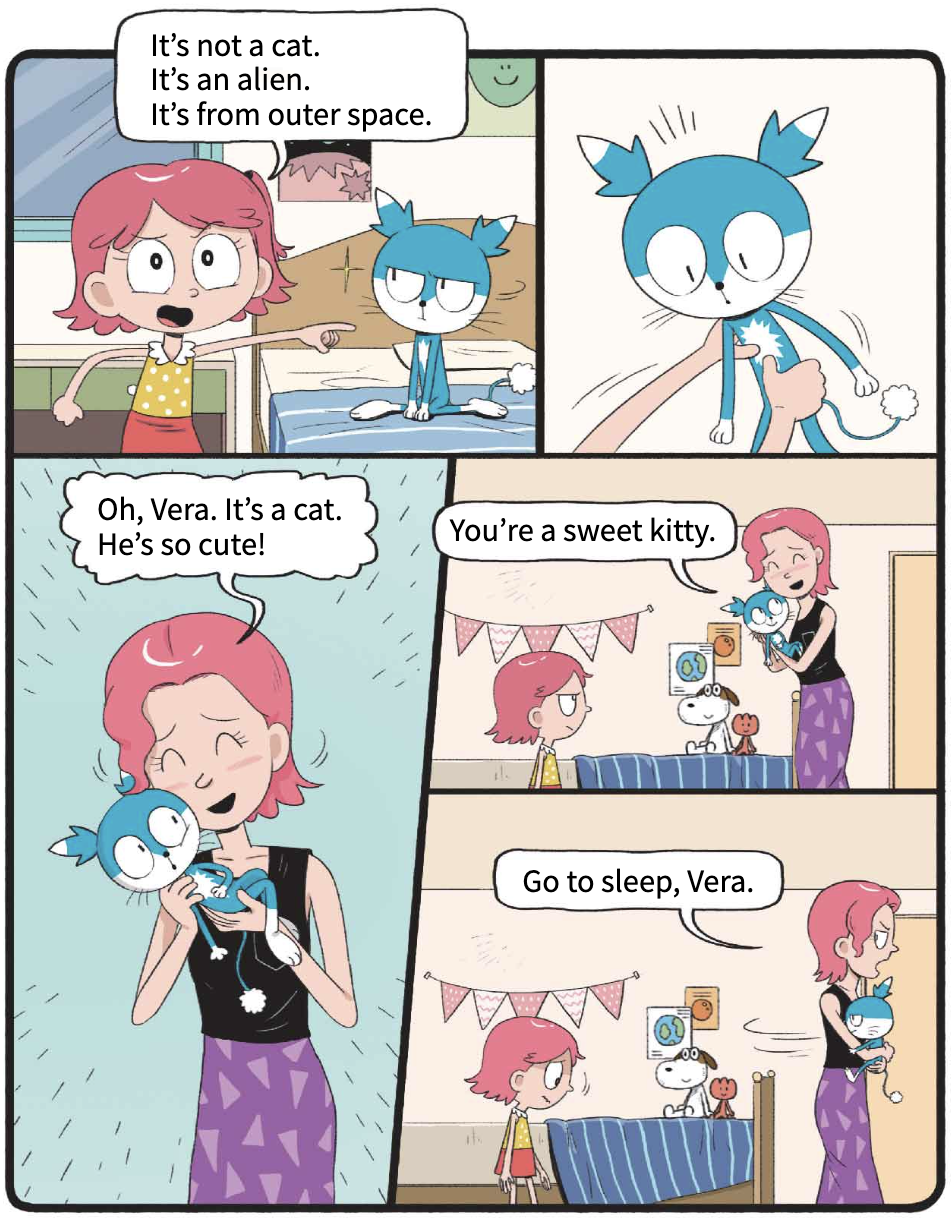 It’s not a cat.
It’s an alien.
It’s from outer space.
Oh, Vera. It’s a cat.
He’s so cute!
You’re a sweet kitty.
Go to sleep, Vera.